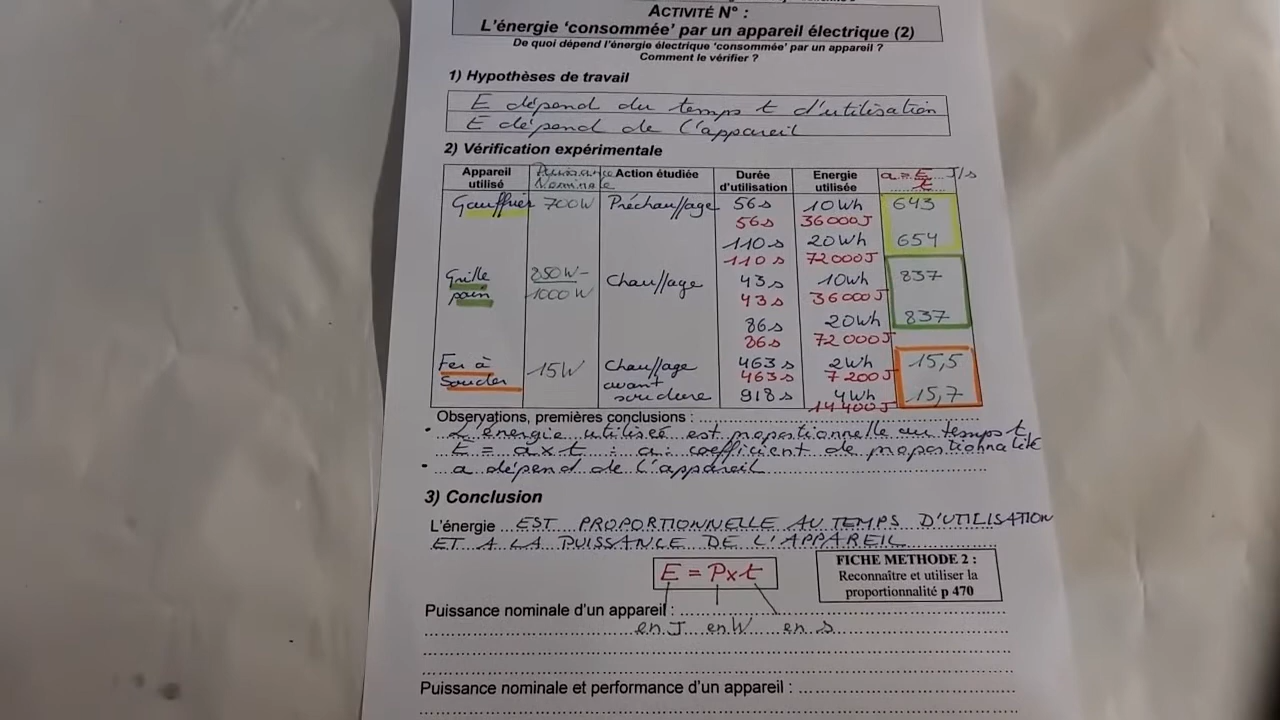 ACTIVITÉ N° :
L'énergie 'consommée' par un appareil électrique (2)
De quoi dépend l'énergie électrique 'consommée' par un appareil ?
Comment le vérifier ?
1) Hypothèses de travail
E dépend du temps t d'utilisation
E dépend de l'appareil
2) Vérification expérimentale
Appareil utilisé Puissance Nominale Action étudiée Durée d'utilisation Energie utilisée a = E/t J/s
Gauffrier 700W Préchauffage 56s 10Wh 643
56s 36000J
110s 20Wh 654
110s 72000J
Grille pain 850W - 1000W Chauffage 43s 10Wh 837
43s 36000J
86s 20Wh 837
86s 72000J
Fer à souder 15W Chauffage avant soudure 463s 2Wh 15,5
463s 7200J
918s 4Wh 15,7
14400J
Observations, premières conclusions :
• L'énergie utilisée est propotionnelle au temps t
E = a x t : a : coefficient de proportionnalité
• a dépend de l'appareil
3) Conclusion
L'énergie EST PROPORTIONNELLE AU TEMPS D'UTILISATION
ET A LA PUISSANCE DE L'APPAREIL
E = P x t
FICHE METHODE 2 :
Reconnaître et utiliser la
proportionnalité p 470
Puissance nominale d'un appareil :
en J en W en s
Puissance nominale et performance d'un appareil :